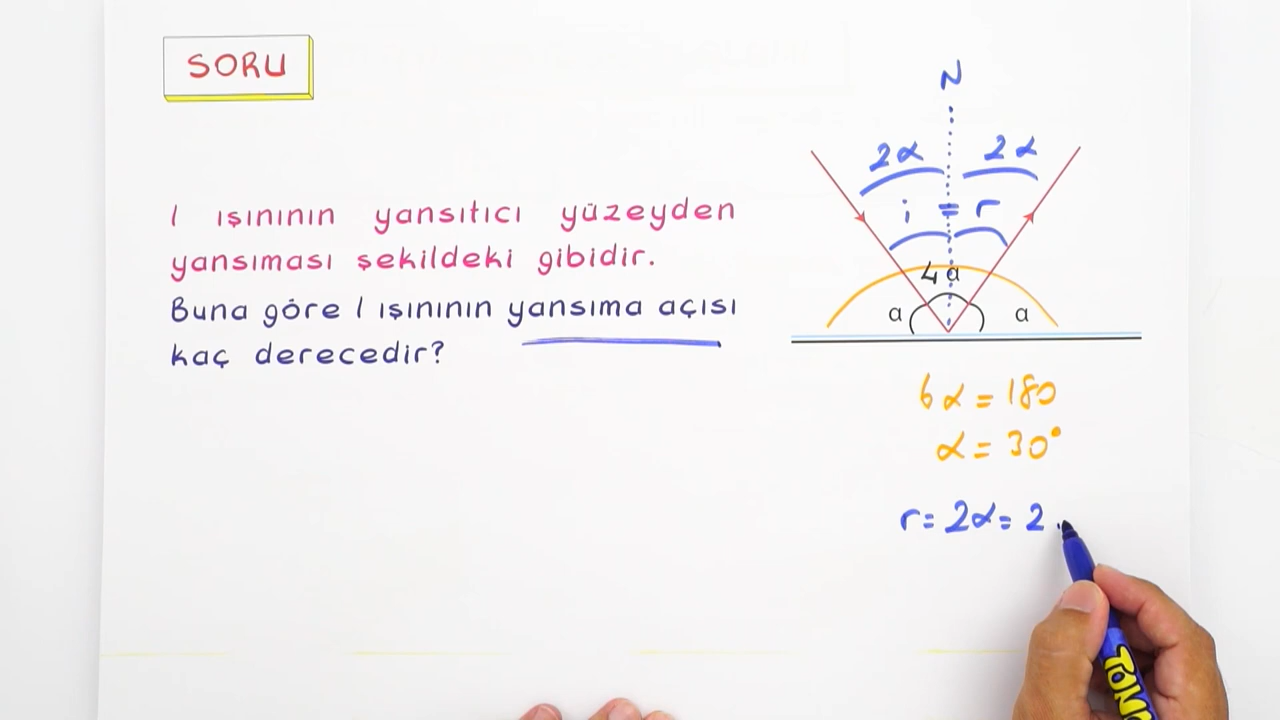 SORU
I ışınının yansıtıcı yüzeyden
yansıması şekildeki gibidir.
Buna göre I ışınının yansıma açısı
kaç derecedir?
N
2α 2α
i = r
4a
a a
6α = 180
α = 30°
r = 2α = 2 .